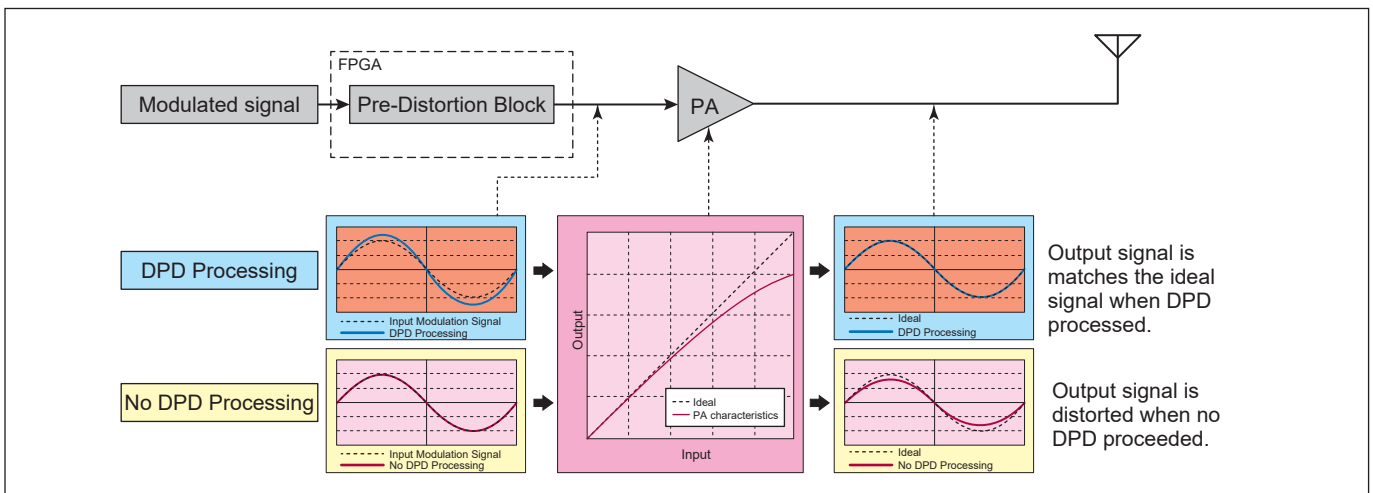 FPGA
Modulated signal
Pre-Distortion Block
PA
DPD Processing
Input Modulation Signal
DPD Processing
Output
Ideal
PA characteristics
Input
Ideal
DPD Processing
Output signal is
matches the ideal
signal when DPD
processed.
No DPD Processing
Input Modulation Signal
No DPD Processing
Ideal
No DPD Processing
Output signal is
distorted when no
DPD proceeded.